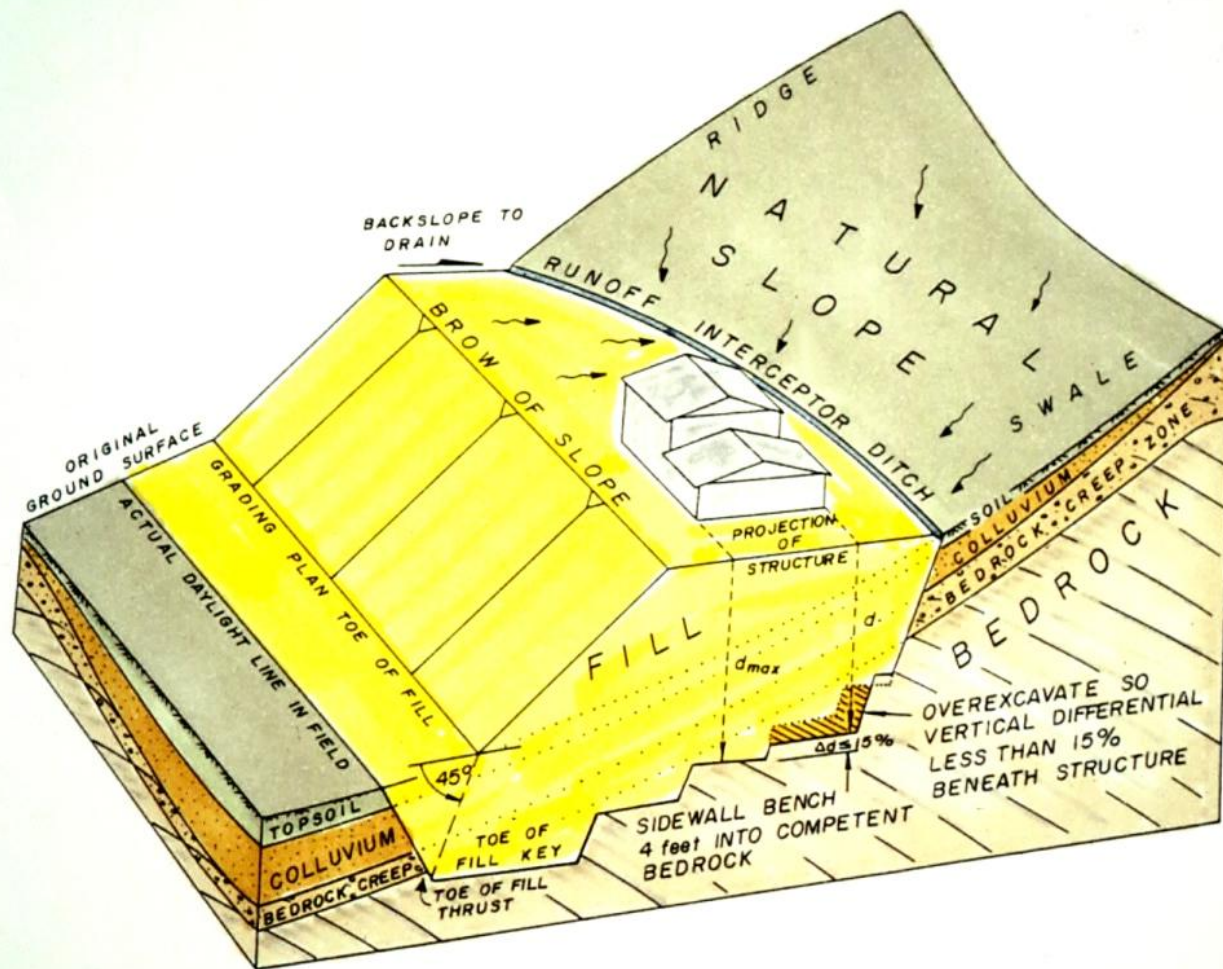 RIDGE
NATURAL
SLOPE
SWALE
BACKSLOPE TO
DRAIN
RUNOFF INTERCEPTOR DITCH
BROW OF SLOPE
ORIGINAL
GROUND SURFACE
GRADING PLAN TOE OF FILL
ACTUAL DAYLIGHT LINE IN FIELD
PROJECTION
OF
STRUCTURE
SOIL
COLLUVIUM
BEDROCK CREEP ZONE
BEDROCK
FILL
dmax
d
OVEREXCAVATE SO
VERTICAL DIFFERENTIAL
LESS THAN 15%
BENEATH STRUCTURE
Δd≤15%
45°
SIDEWALL BENCH
4 feet INTO COMPETENT
BEDROCK
TOPSOIL
COLLUVIUM
BEDROCK CREEP
TOE OF
FILL KEY
TOE OF FILL
THRUST